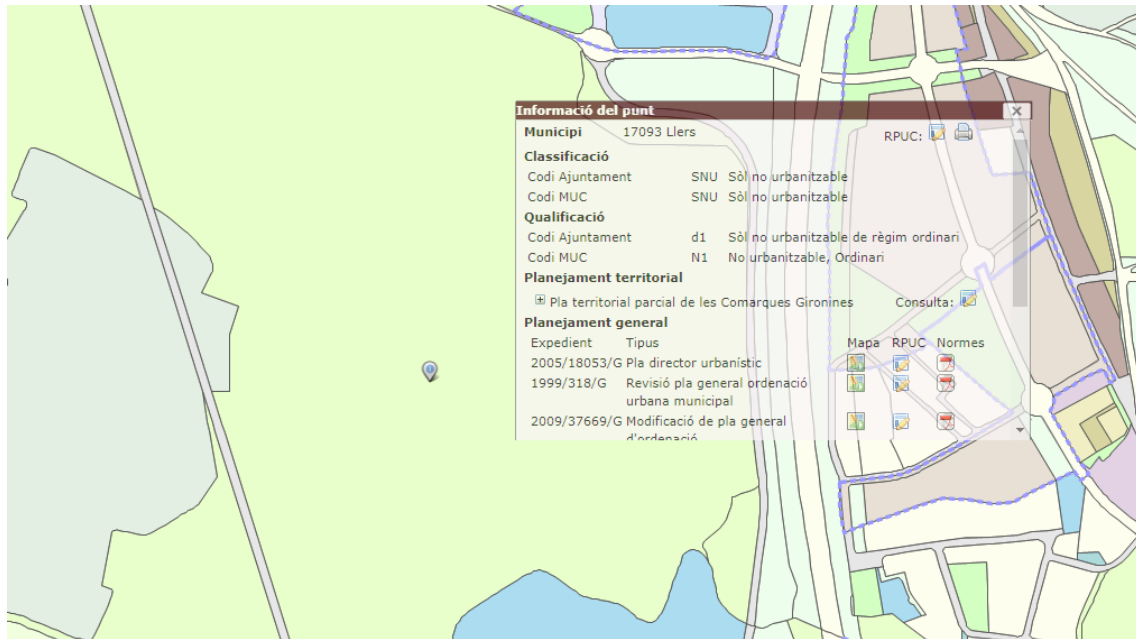 Informació del punt
Municipi 17093 Llers RPUC:
Classificació
Codi Ajuntament SNU Sòl no urbanitzable
Codi MUC SNU Sòl no urbanitzable
Qualificació
Codi Ajuntament d1 Sòl no urbanitzable de règim ordinari
Codi MUC N1 No urbanitzable, Ordinari
Planejament territorial
Pla territorial parcial de les Comarques Gironines Consulta:
Planejament general
Expedient Tipus Mapa RPUC Normes
2005/18053/G Pla director urbanístic
1999/318/G Revisió pla general ordenació
urbana municipal
2009/37669/G Modificació de pla general
d'ordenació